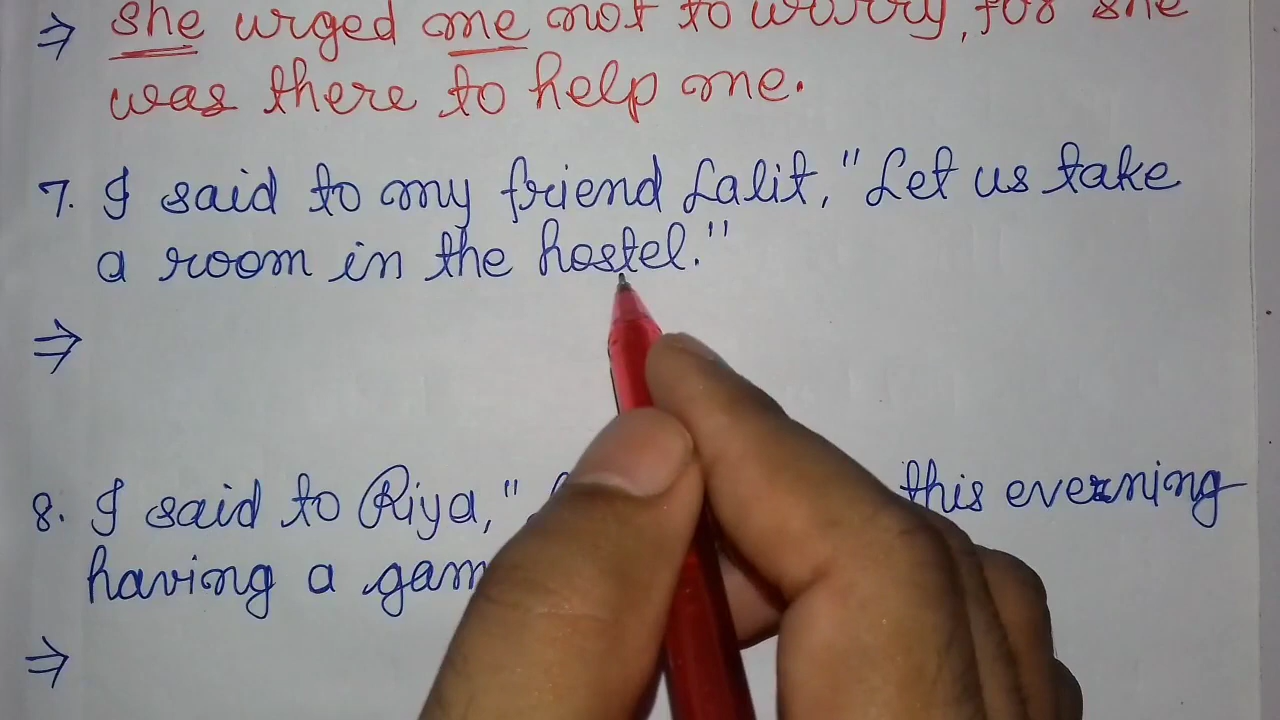 ⇒ she urged me not to worry, for she
was there to help me.
7. I said to my friend Lalit, "Let us take
a room in the hostel."
⇒
8. I said to Riya, " this evening
having a gam
⇒